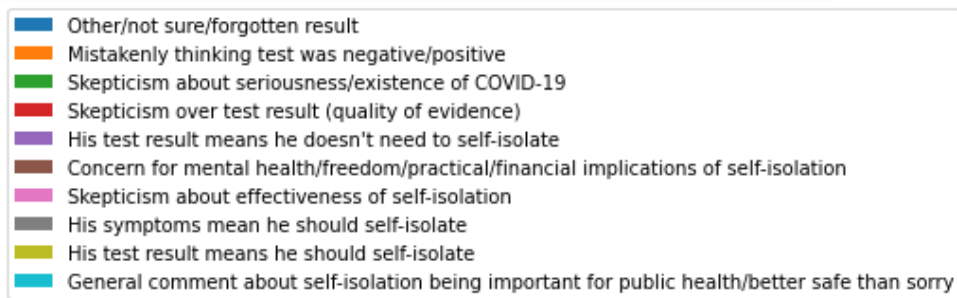 Other/not sure/forgotten result
Mistakenly thinking test was negative/positive
Skepticism about seriousness/existence of COVID-19
Skepticism over test result (quality of evidence)
His test result means he doesn't need to self-isolate
Concern for mental health/freedom/practical/financial implications of self-isolation
Skepticism about effectiveness of self-isolation
His symptoms mean he should self-isolate
His test result means he should self-isolate
General comment about self-isolation being important for public health/better safe than sorry